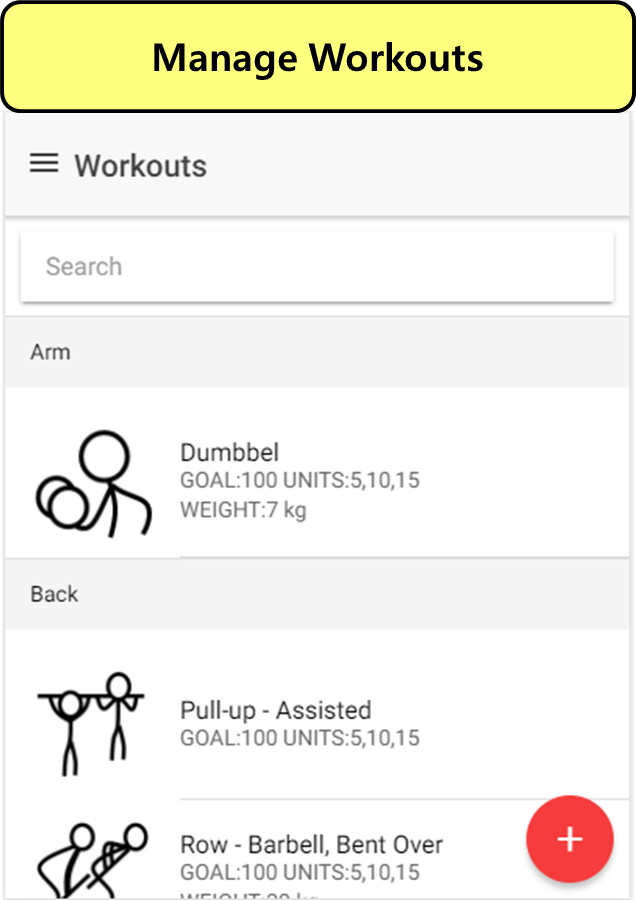 Manage Workouts
Workouts
Search
Arm
Dumbbel
GOAL:100 UNITS:5,10,15
WEIGHT:7 kg
Back
Pull-up - Assisted
GOAL:100 UNITS:5,10,15
Row - Barbell, Bent Over
GOAL:100 UNITS:5,10,15